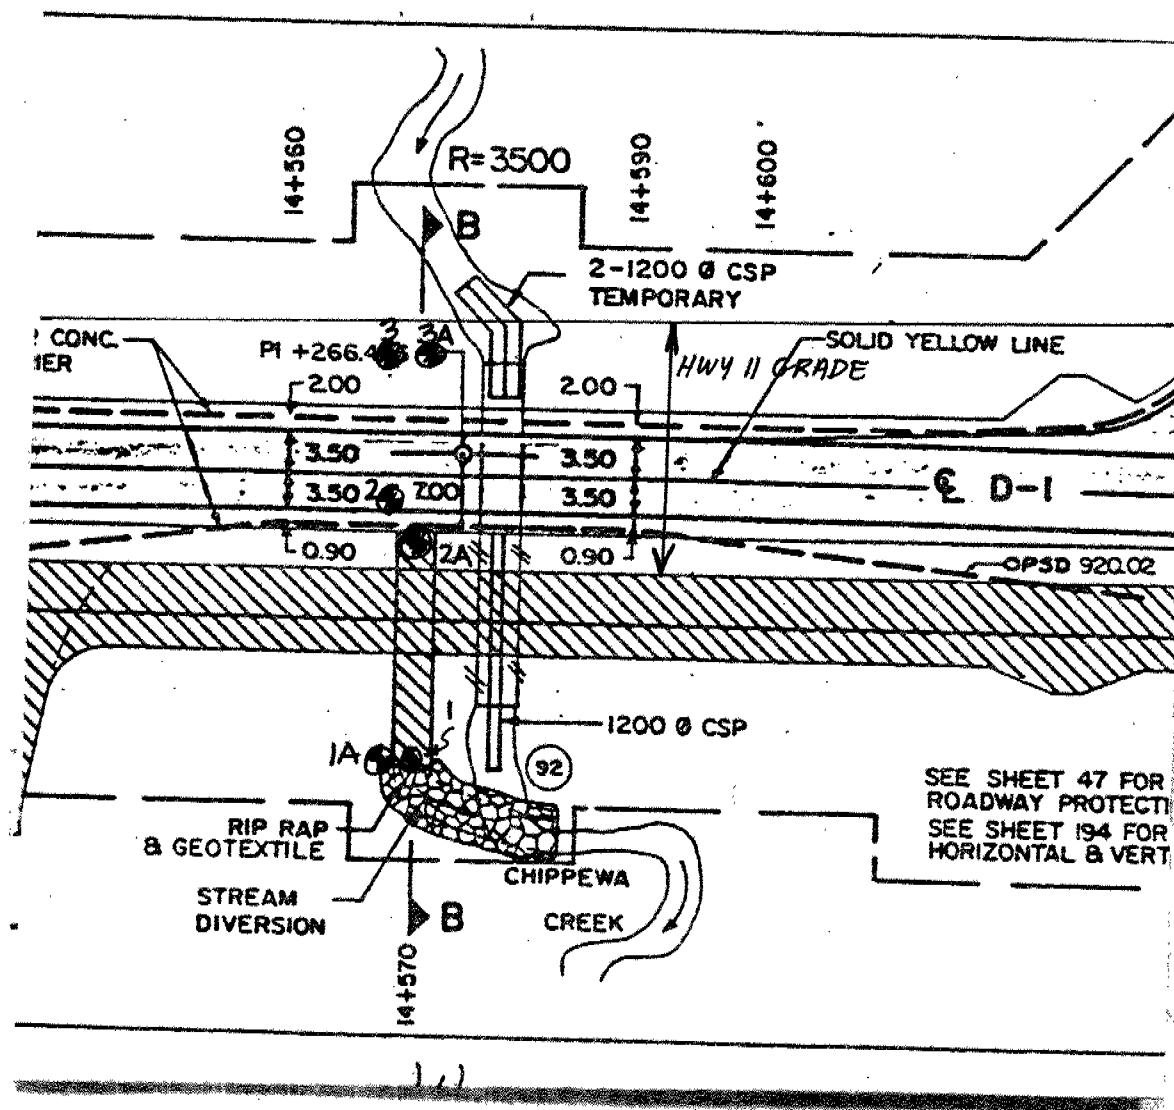 14+560
R=3500
14+590
14+600
B
2-1200 Ø CSP
TEMPORARY
3
3A
CONC.
PI +266.4
SOLID YELLOW LINE
HWY 11 GRADE
2.00
2.00
3.50
3.50
℄ D-1
3.50
2
7.00
3.50
0.90
2A
0.90
OPSD 920.02
1
1200 Ø CSP
1A
92
SEE SHEET 47 FOR
ROADWAY PROTECTI
RIP RAP
& GEOTEXTILE
SEE SHEET 194 FOR
HORIZONTAL & VERT
CHIPPEWA
STREAM
DIVERSION
B
CREEK
14+570